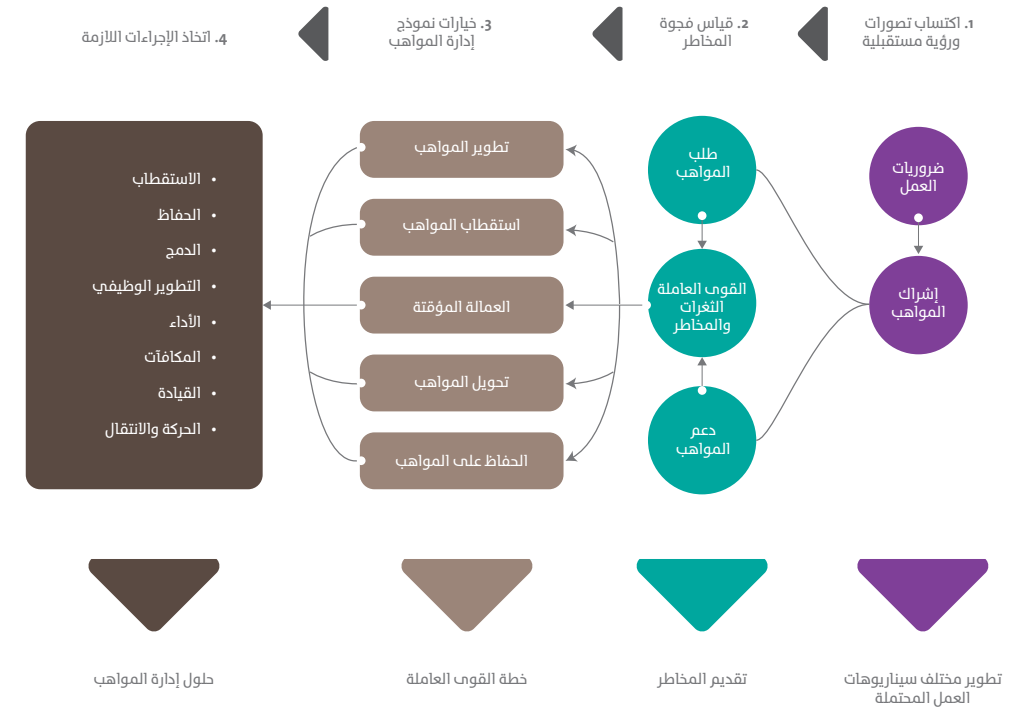 1. اكتساب تصورات
ورؤية مستقبلية
2. قياس فجوة
المخاطر
3. خيارات نموذج
إدارة المواهب
4. اتخاذ الإجراءات اللازمة
ضروريات
العمل
إشراك
المواهب
طلب
المواهب
القوى العاملة
الثغرات
والمخاطر
دعم
المواهب
تطوير المواهب
استقطاب المواهب
العمالة المؤقتة
تحويل المواهب
الحفاظ على المواهب
• الاستقطاب
• الحفاظ
• الدمج
• التطوير الوظيفي
• الأداء
• المكافآت
• القيادة
• الحركة والانتقال
تطوير مختلف سيناريوهات
العمل المحتملة
تقديم المخاطر
خطة القوى العاملة
حلول إدارة المواهب